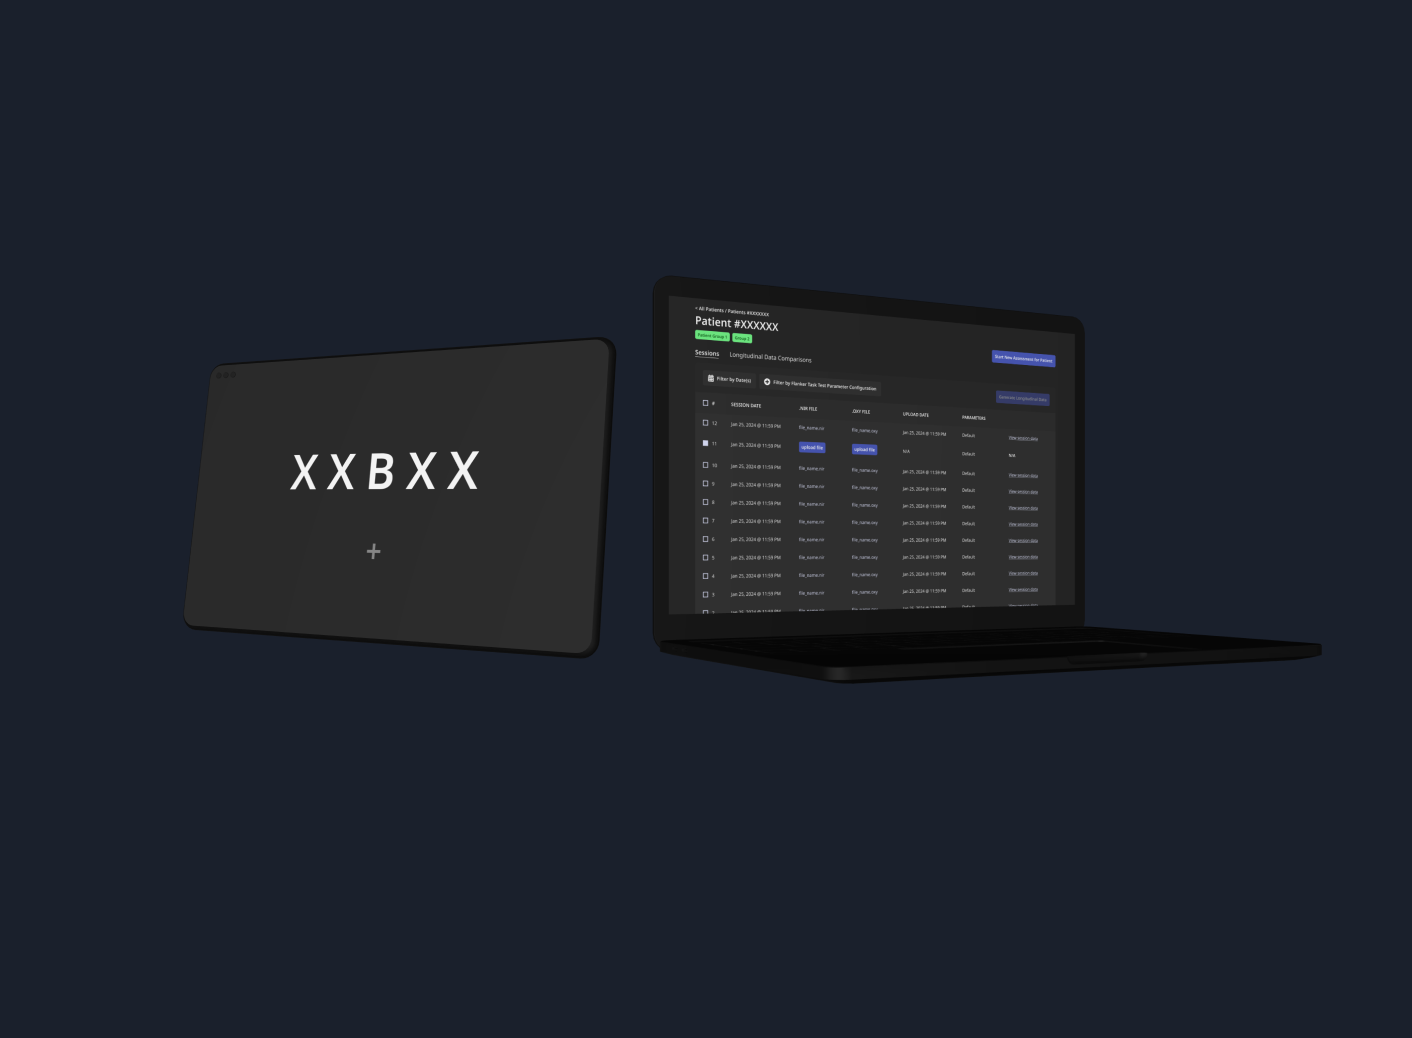 XXBXX
+
< All Patients / Patients #XXXXXXX
Patient #XXXXXX
Patient Group 1 Group 2
Start New Assessment for Patient
Sessions Longitudinal Data Comparisons
Filter by Date(s) Filter by Flanker Task Test Parameter Configuration
Generate Longitudinal Data
# SESSION DATE .NIR FILE .OXY FILE UPLOAD DATE PARAMETERS
12 Jan 25, 2024 @ 11:59 PM file_name.nir file_name.oxy Jan 25, 2024 @ 11:59 PM Default View session data
11 Jan 25, 2024 @ 11:59 PM upload file upload file N/A Default N/A
10 Jan 25, 2024 @ 11:59 PM file_name.nir file_name.oxy Jan 25, 2024 @ 11:59 PM Default View session data
9 Jan 25, 2024 @ 11:59 PM file_name.nir file_name.oxy Jan 25, 2024 @ 11:59 PM Default View session data
8 Jan 25, 2024 @ 11:59 PM file_name.nir file_name.oxy Jan 25, 2024 @ 11:59 PM Default View session data
7 Jan 25, 2024 @ 11:59 PM file_name.nir file_name.oxy Jan 25, 2024 @ 11:59 PM Default View session data
6 Jan 25, 2024 @ 11:59 PM file_name.nir file_name.oxy Jan 25, 2024 @ 11:59 PM Default View session data
5 Jan 25, 2024 @ 11:59 PM file_name.nir file_name.oxy Jan 25, 2024 @ 11:59 PM Default View session data
4 Jan 25, 2024 @ 11:59 PM file_name.nir file_name.oxy Jan 25, 2024 @ 11:59 PM Default View session data
3 Jan 25, 2024 @ 11:59 PM file_name.nir file_name.oxy Jan 25, 2024 @ 11:59 PM Default View session data